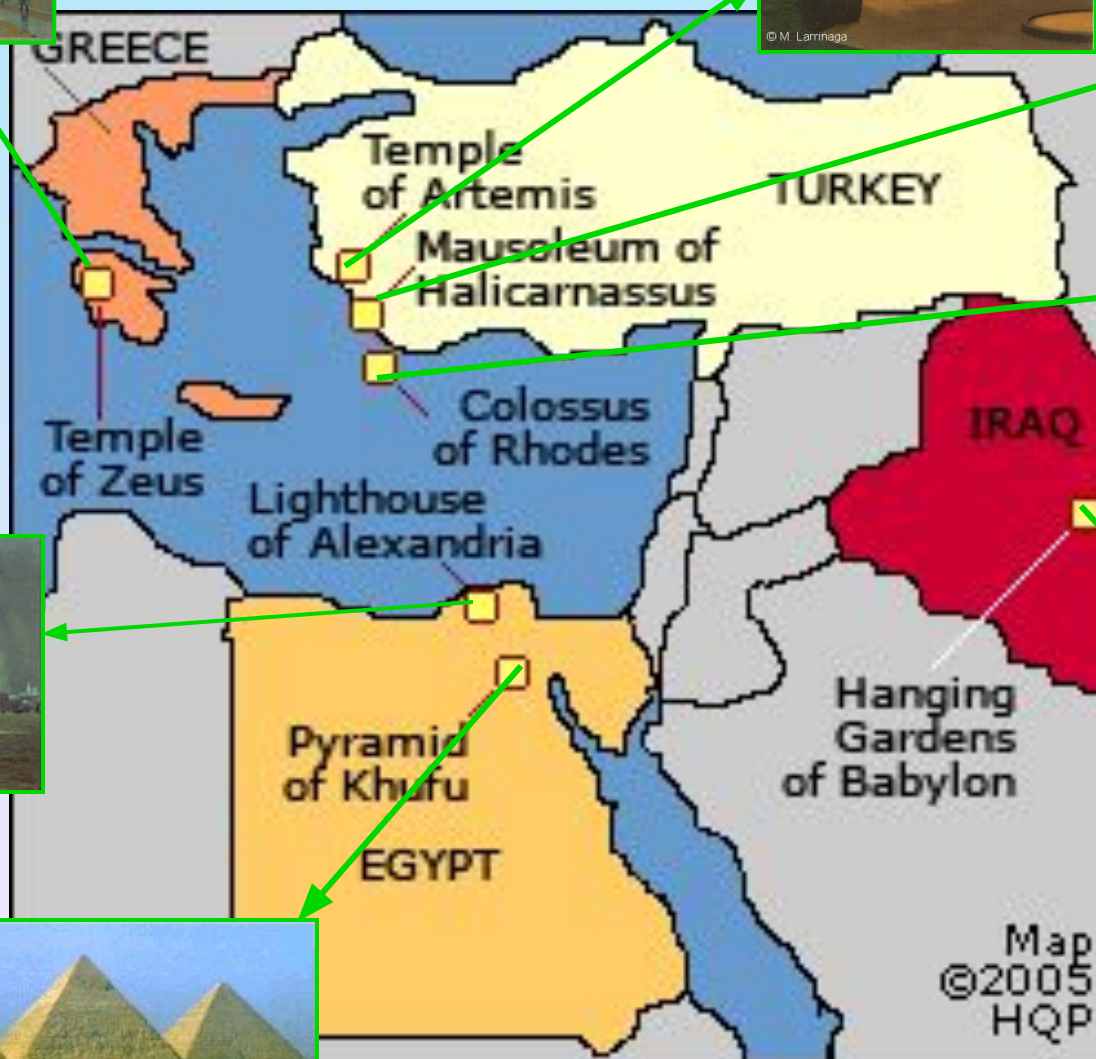 © M. Larrinaga
GREECE
Temple
of Artemis
TURKEY
Mausoleum of
Halicarnassus
Colossus
of Rhodes
IRAQ
Temple
of Zeus
Lighthouse
of Alexandria
Hanging
Gardens
of Babylon
Pyramid
of Khufu
EGYPT
Map
©2005
HQP